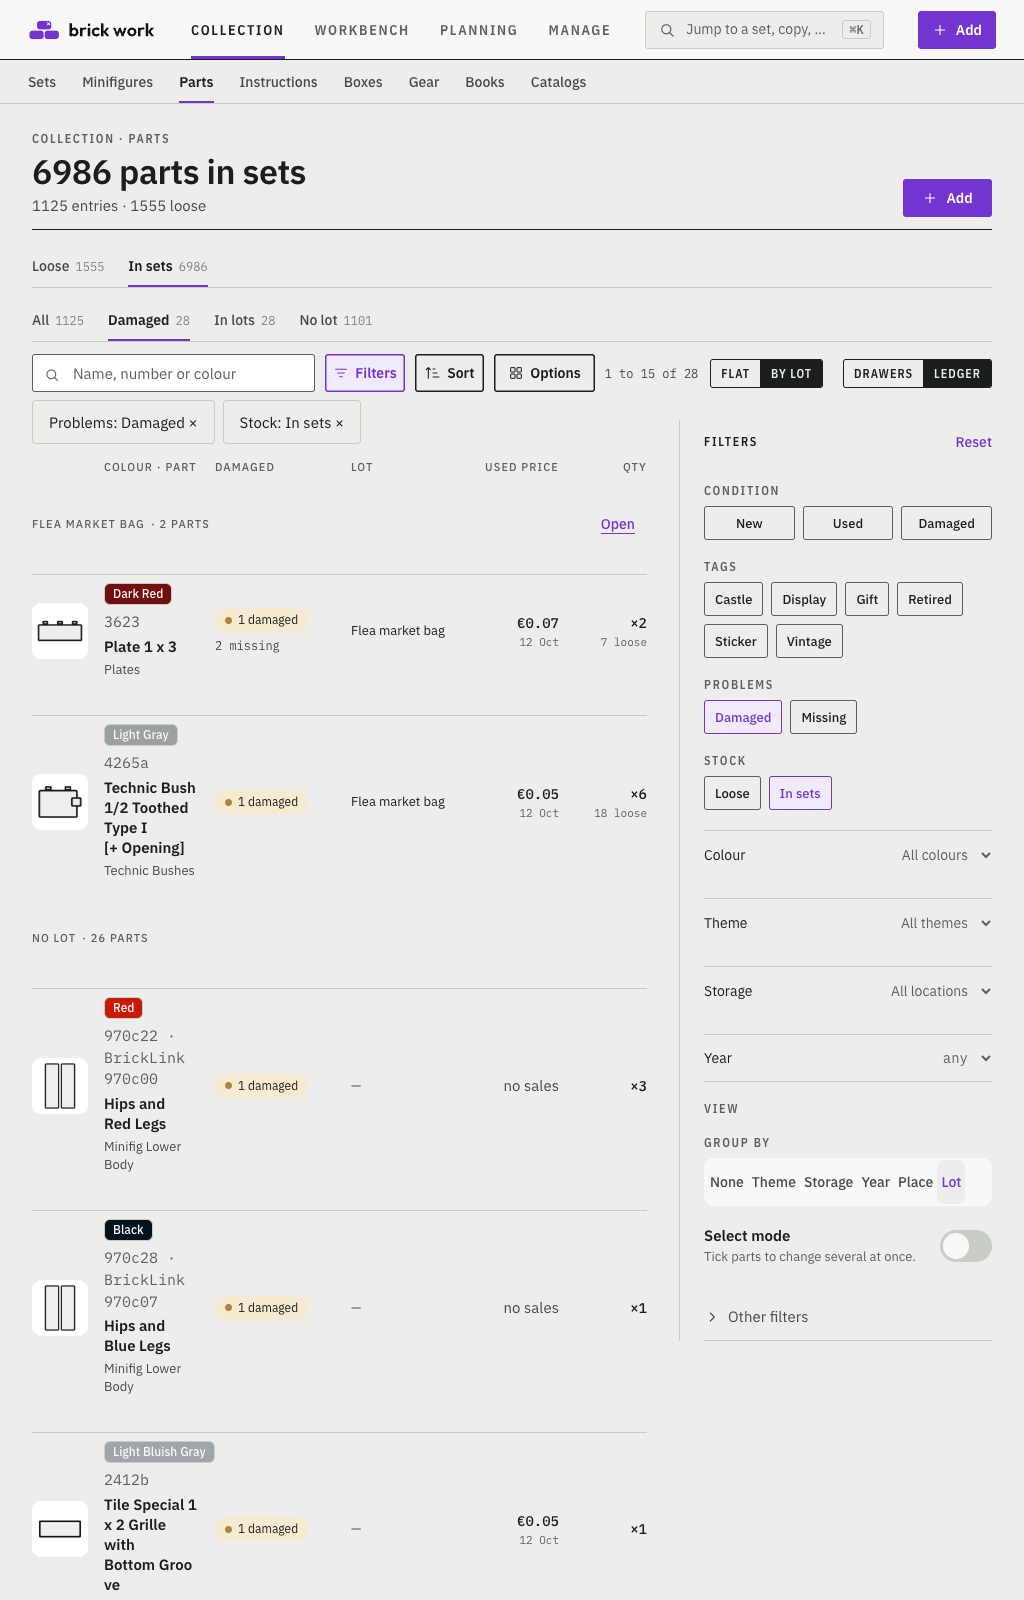 brick work
COLLECTION WORKBENCH PLANNING MANAGE
Jump to a set, copy, ... ⌘K
+ Add
Sets Minifigures Parts Instructions Boxes Gear Books Catalogs
COLLECTION · PARTS
6986 parts in sets
1125 entries · 1555 loose
+ Add
Loose 1555 In sets 6986
All 1125 Damaged 28 In lots 28 No lot 1101
Name, number or colour
Filters
Sort
Options
1 to 15 of 28
FLAT BY LOT
DRAWERS LEDGER
Problems: Damaged ×
Stock: In sets ×
COLOUR · PART DAMAGED LOT USED PRICE QTY
FLEA MARKET BAG · 2 PARTS
Open
Dark Red
3623
Plate 1 x 3
Plates
1 damaged
2 missing
Flea market bag
€0.07
12 Oct
×2
7 loose
Light Gray
4265a
Technic Bush
1/2 Toothed
Type I
[+ Opening]
Technic Bushes
1 damaged
Flea market bag
€0.05
12 Oct
×6
18 loose
NO LOT · 26 PARTS
Red
970c22 ·
BrickLink
970c00
Hips and
Red Legs
Minifig Lower
Body
1 damaged
—
no sales
×3
Black
970c28 ·
BrickLink
970c07
Hips and
Blue Legs
Minifig Lower
Body
1 damaged
—
no sales
×1
Light Bluish Gray
2412b
Tile Special 1
x 2 Grille
with
Bottom Groo
ve
1 damaged
—
€0.05
12 Oct
×1
FILTERS
Reset
CONDITION
New Used Damaged
TAGS
Castle Display Gift Retired
Sticker Vintage
PROBLEMS
Damaged Missing
STOCK
Loose In sets
Colour All colours
Theme All themes
Storage All locations
Year any
VIEW
GROUP BY
None Theme Storage Year Place Lot
Select mode
Tick parts to change several at once.
Other filters